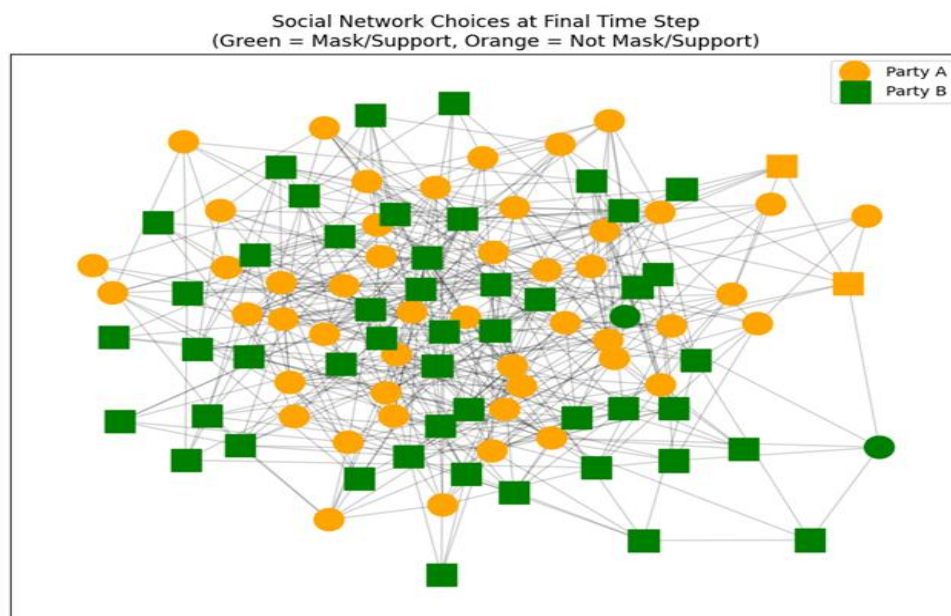 Social Network Choices at Final Time Step
(Green = Mask/Support, Orange = Not Mask/Support)
Party A
Party B